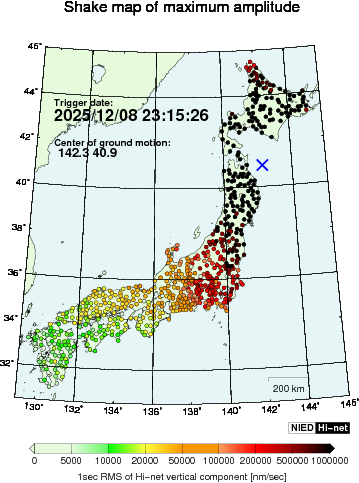 Shake map of maximum amplitude
45°
44°
Trigger date:
2025/12/08 23:15:26
42°
Center of ground motion:
142.3 40.9
40°
38°
36°
34°
32°
200 km
130° 132° 134° 136° 138° 140° 142° 144° 145°
NIED Hi-net
0 5000 10000 20000 50000 100000 200000 500000 1000000
1sec RMS of Hi-net vertical component [nm/sec]